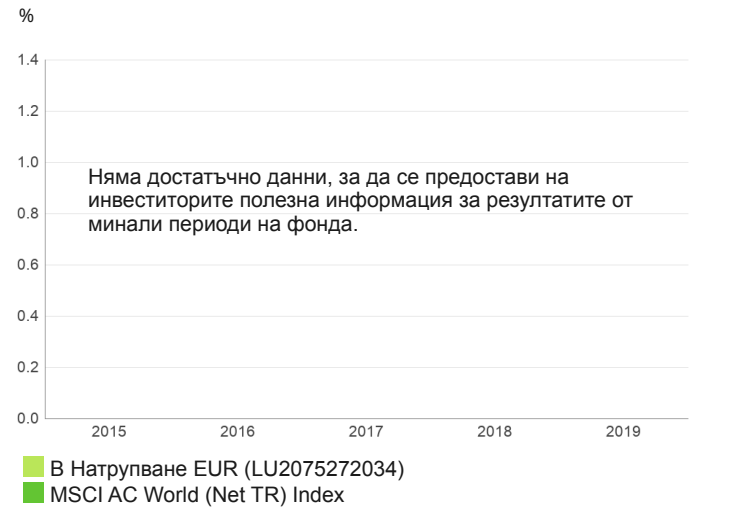 %
1.4
1.2
1.0
Няма достатъчно данни, за да се предостави на
инвеститорите полезна информация за резултатите от
0.8
минали периоди на фонда.
0.6
0.4
0.2
0.0
2015 2016 2017 2018 2019
В Натрупване EUR (LU2075272034)
MSCI AC World (Net TR) Index